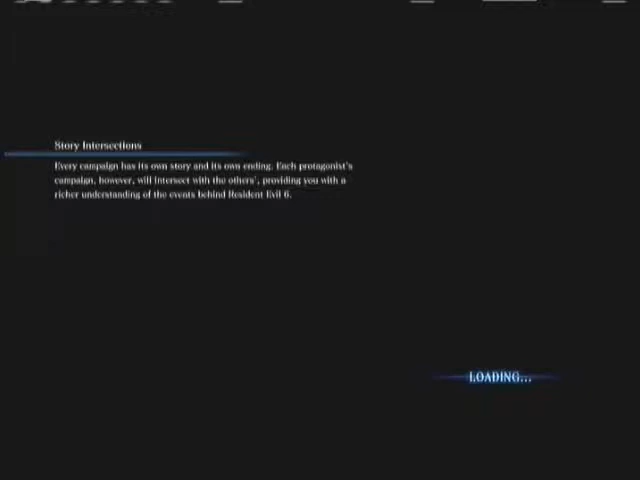 Story Intersections
Every campaign has its own story and its own ending. Each protagonist's
campaign, however, will intersect with the others', providing you with a
richer understanding of the events behind Resident Evil 6.
LOADING...